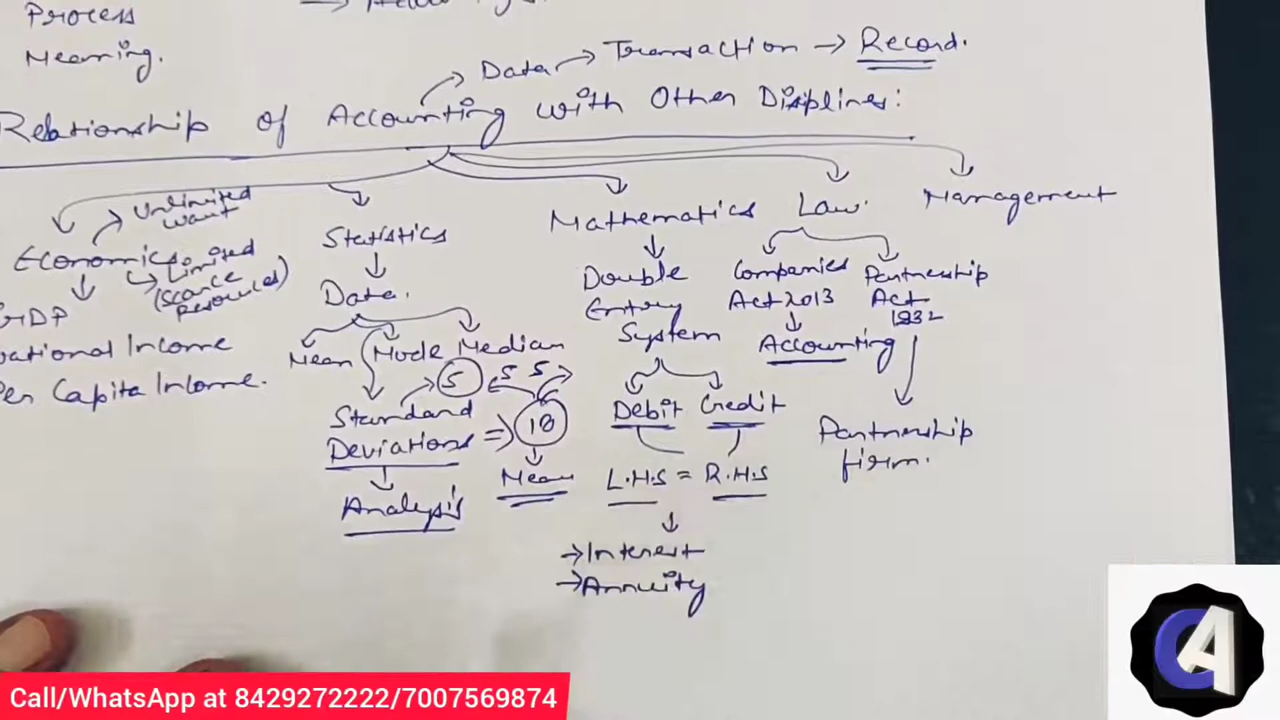 Process
Meaning.
Data → Transaction → Record.
Relationship of Accounting with Other Disiplines:
Unlimited
want
Economics
Limited
(Scarce
Resources)
GDP
National Income
Per Capita Income.
Statistics
Data.
Mean Mode Median
Standard
Deviations ⇒ 10
5 5 5
Mean
Analysis
Mathematics
Double
Entry
System
Debit Credit
L.H.S = R.H.S
→ Interest
→ Annuity
Law.
Companies
Act 2013
Accounting
Partnership
Act
1932
Partnership
firm.
Management
CA
Call/WhatsApp at 8429272222/7007569874